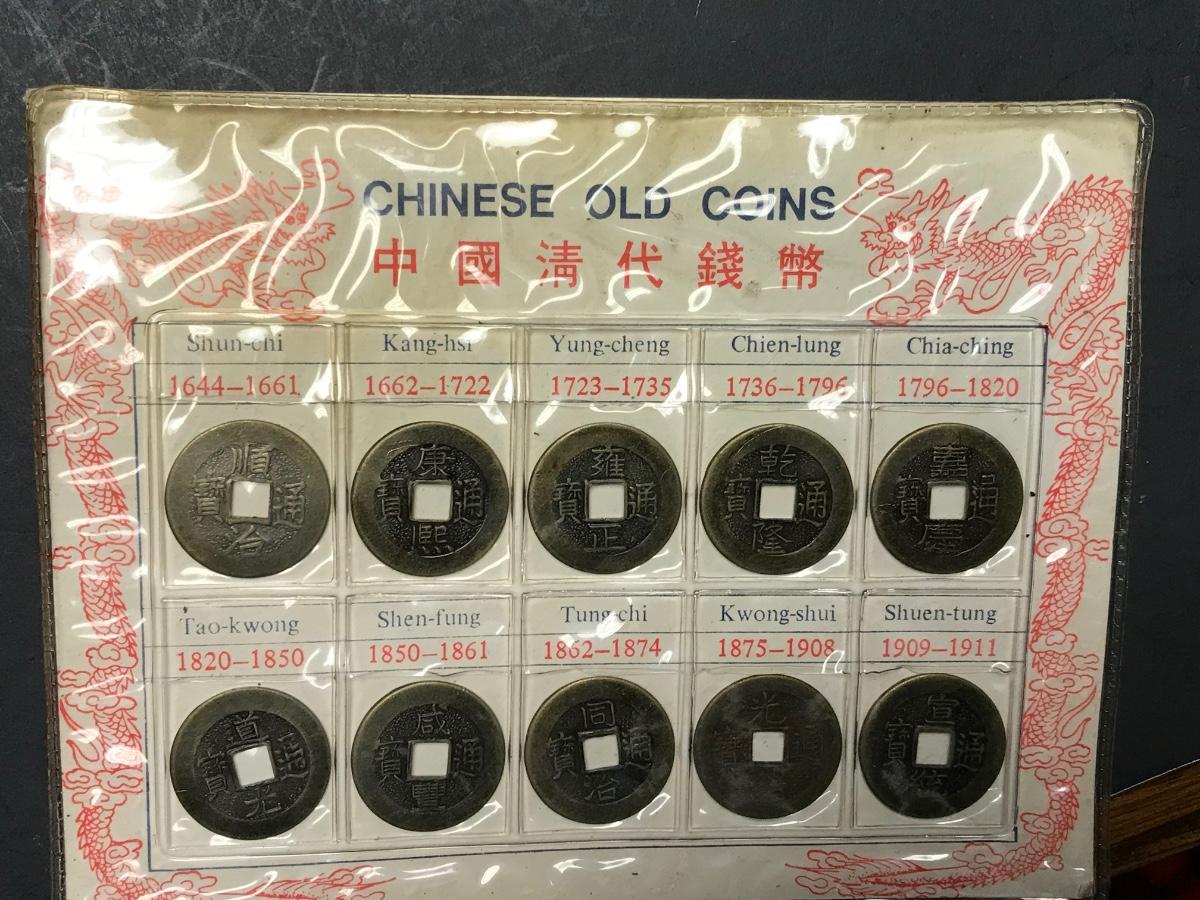 CHINESE OLD COiNS
中國清代錢幣
Shun-chi Kang-hsi Yung-cheng Chien-lung Chia-ching
1644–1661 1662–1722 1723–1735 1736–1796 1796–1820
順治通寶 康熙通寶 雍正通寶 乾隆通寶 嘉慶通寶
Tao-kwong Shen-fung Tung-chi Kwong-shui Shuen-tung
1820–1850 1850–1861 1862–1874 1875–1908 1909–1911
道光通寶 咸豐通寶 同治通寶 光 宣統通寶